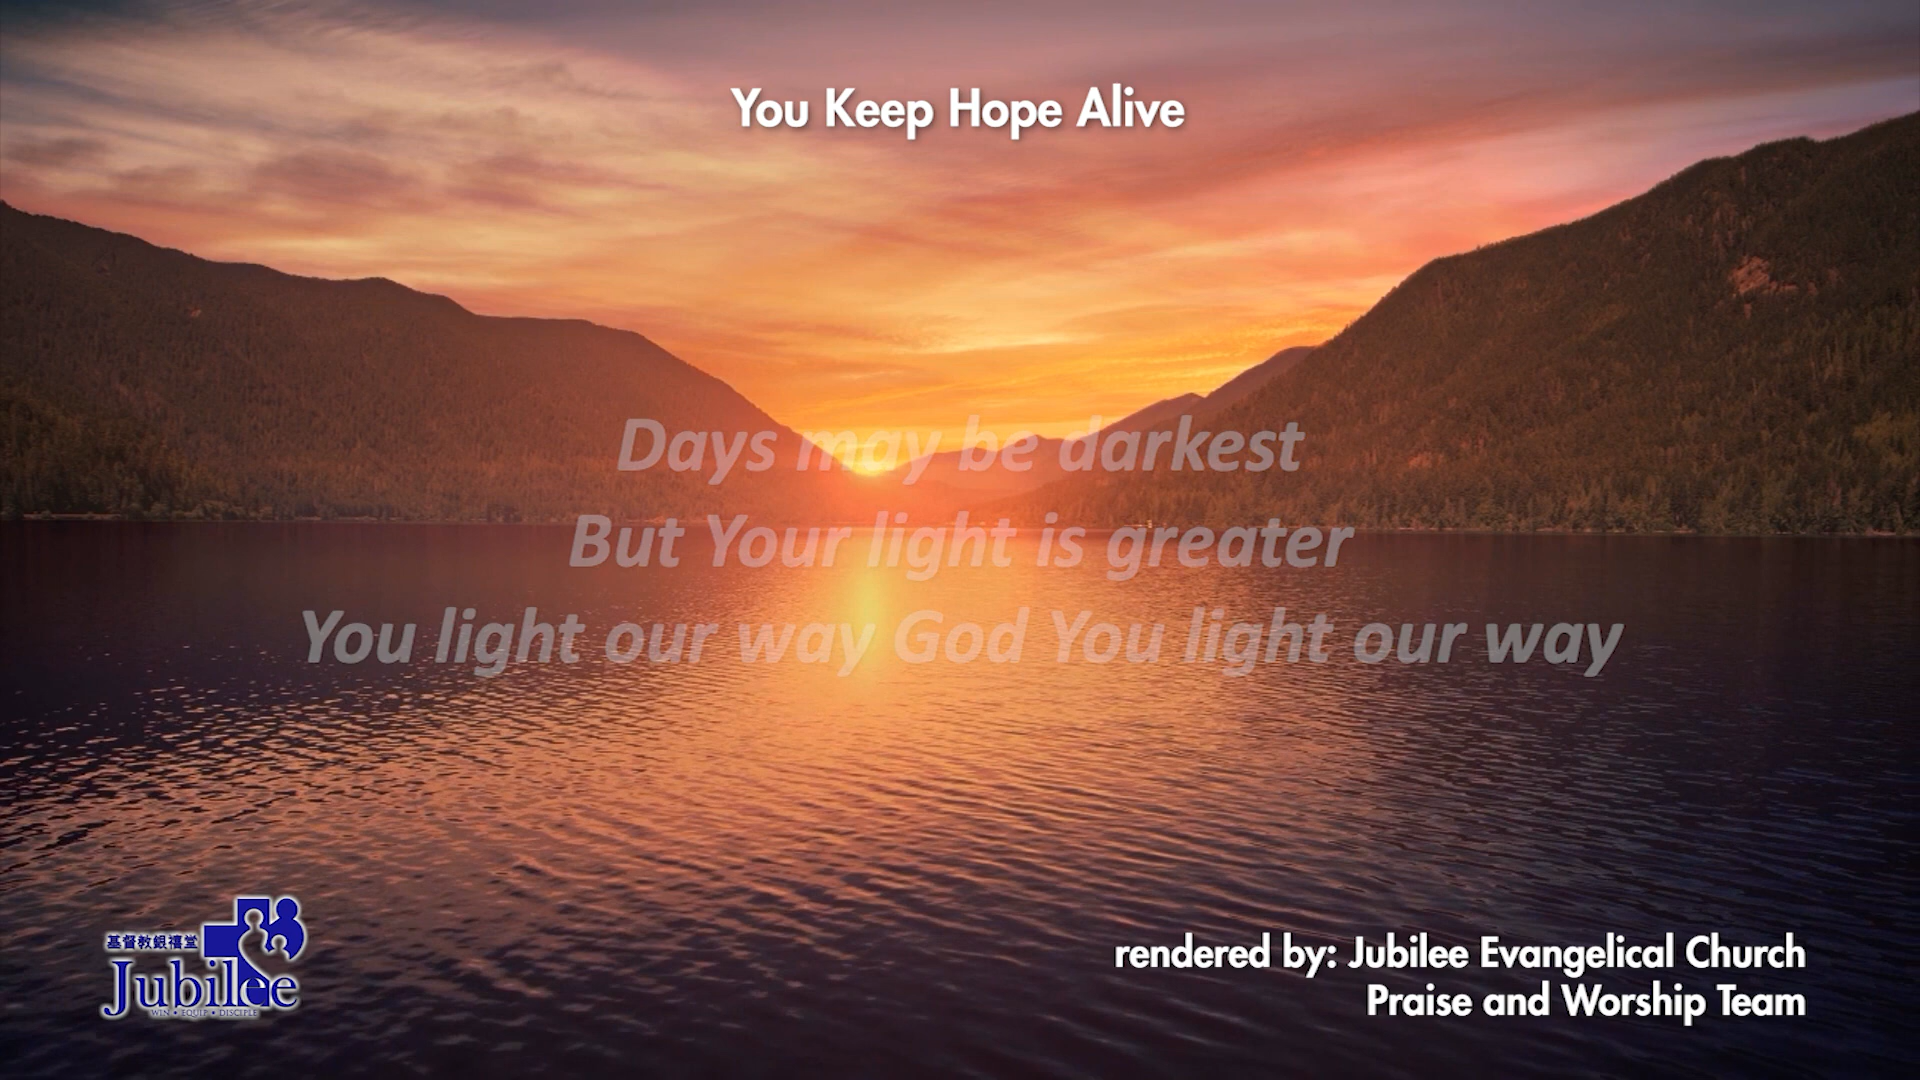 You Keep Hope Alive
Days may be darkest
But Your light is greater
You light our way God You light our way
基督教銀禧堂
Jubilee
WIN • EQUIP • DISCIPLE
rendered by: Jubilee Evangelical Church
Praise and Worship Team